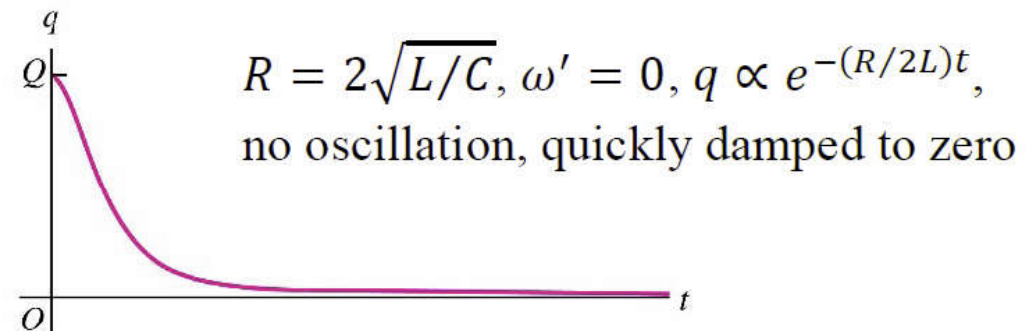 q
Q
R = 2√L/C, ω′ = 0, q ∝ e^−(R/2L)t,
no oscillation, quickly damped to zero
t
O